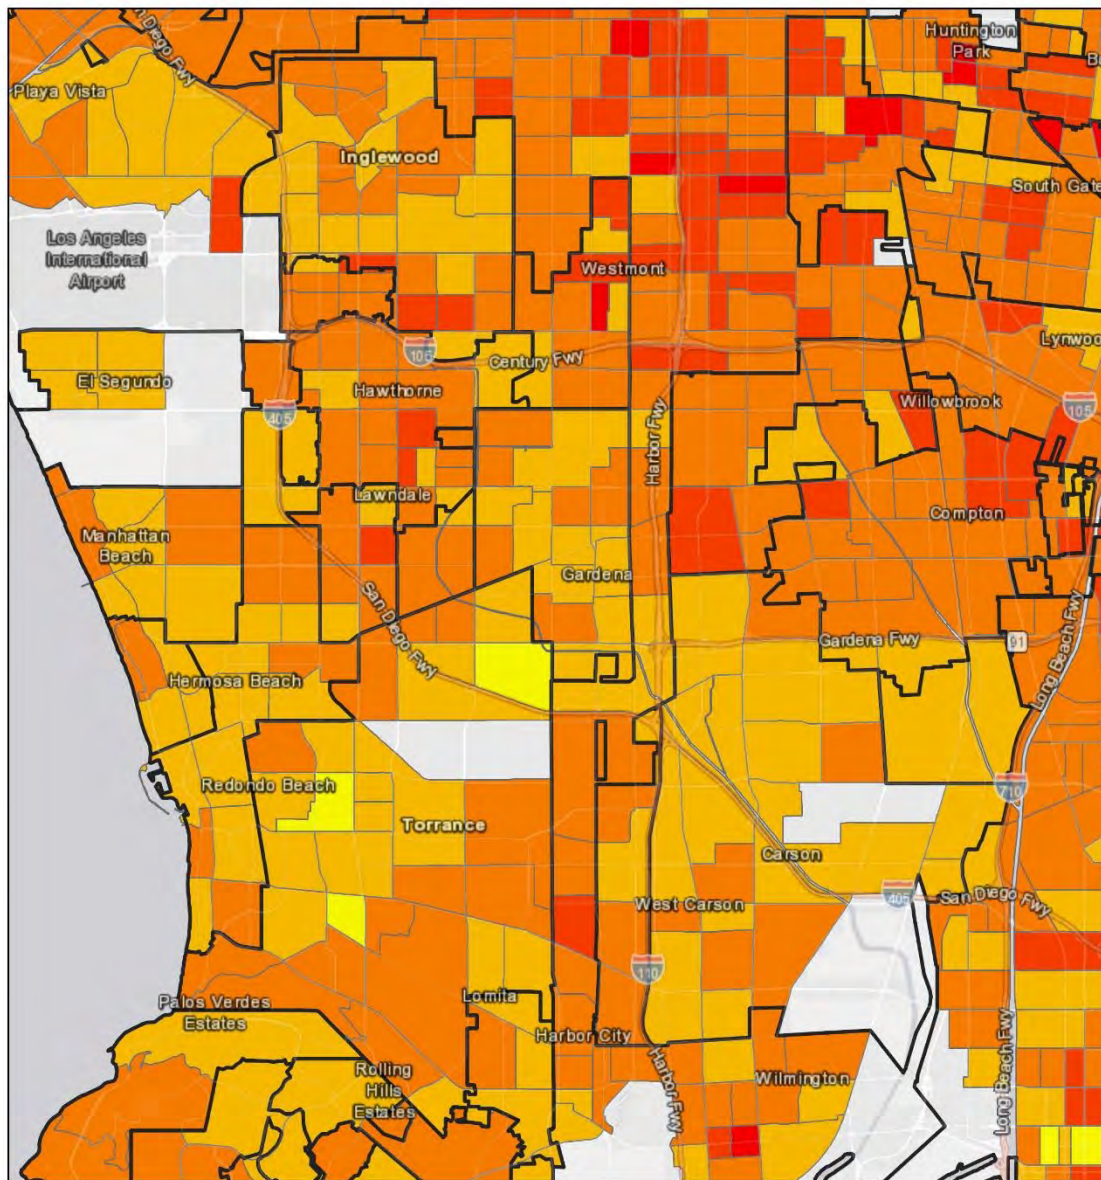 n Diego Fwy
Huntington
Park
Playa Vista
Inglewood
South Gate
Los Angeles
International
Airport
Westmont
105
Century Fwy
Lynwoo
El Segundo
Hawthorne
Willowbrook
105
405
Harbor Fwy
Lawndale
Compton
Manhattan
Beach
Gardena
San Diego Fwy
Gardena Fwy
91
Long Beach Fwy
Hermosa Beach
Redondo Beach
710
Torrance
Carson
West Carson
405
San Diego Fwy
110
Palos Verdes
Estates
Lomita
Harbor City
Rolling
Hills
Estates
Harbor Fwy
Wilmington
Long Beach Fwy